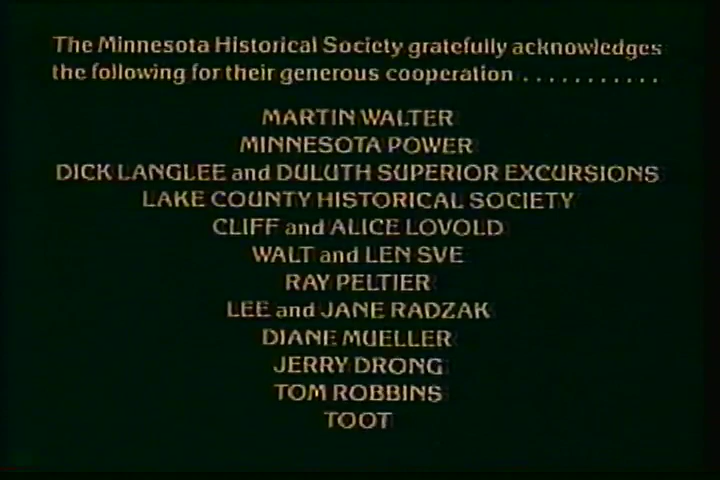 The Minnesota Historical Society gratefully acknowledges
the following for their generous cooperation . . . . . . . . . . .
MARTIN WALTER
MINNESOTA POWER
DICK LANGLEE and DULUTH SUPERIOR EXCURSIONS
LAKE COUNTY HISTORICAL SOCIETY
CLIFF and ALICE LOVOLD
WALT and LEN SVE
RAY PELTIER
LEE and JANE RADZAK
DIANE MUELLER
JERRY DRONG
TOM ROBBINS
TOOT